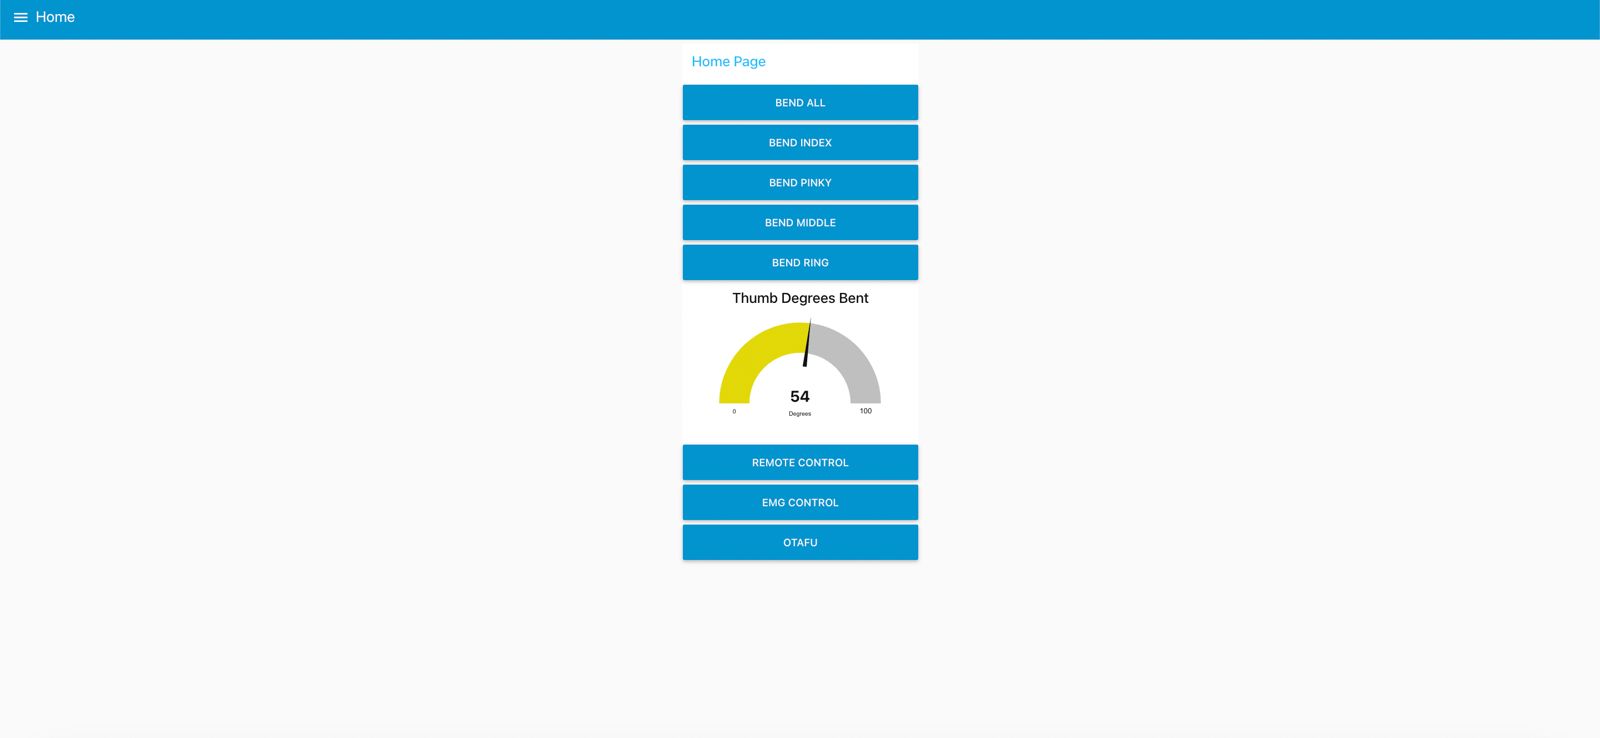 Home
Home Page
BEND ALL
BEND INDEX
BEND PINKY
BEND MIDDLE
BEND RING
Thumb Degrees Bent
54
0
Degrees
100
REMOTE CONTROL
EMG CONTROL
OTAFU